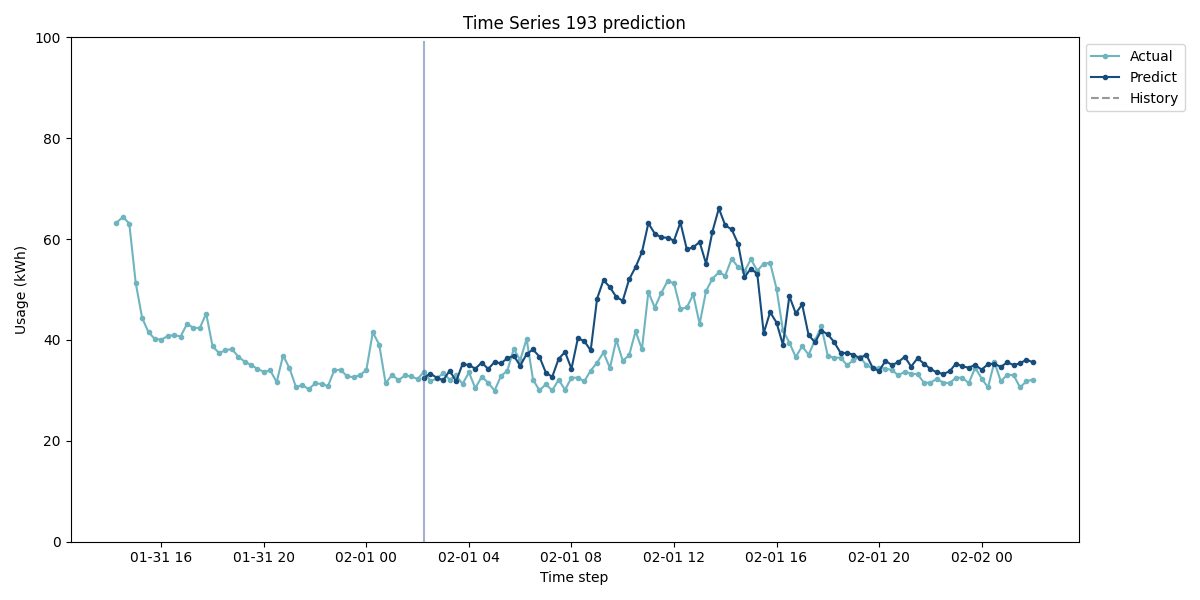 Time Series 193 prediction
100
80
60
40
20
0
Usage (kWh)
01-31 16
01-31 20
02-01 00
02-01 04
02-01 08
02-01 12
02-01 16
02-01 20
02-02 00
Time step
Actual
Predict
History